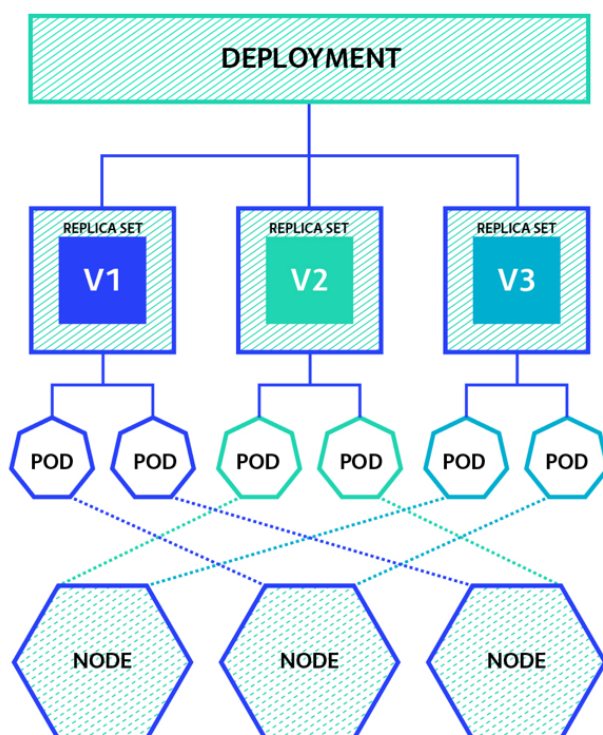 DEPLOYMENT
REPLICA SET
V1
REPLICA SET
V2
REPLICA SET
V3
POD
POD
POD
POD
POD
POD
NODE
NODE
NODE